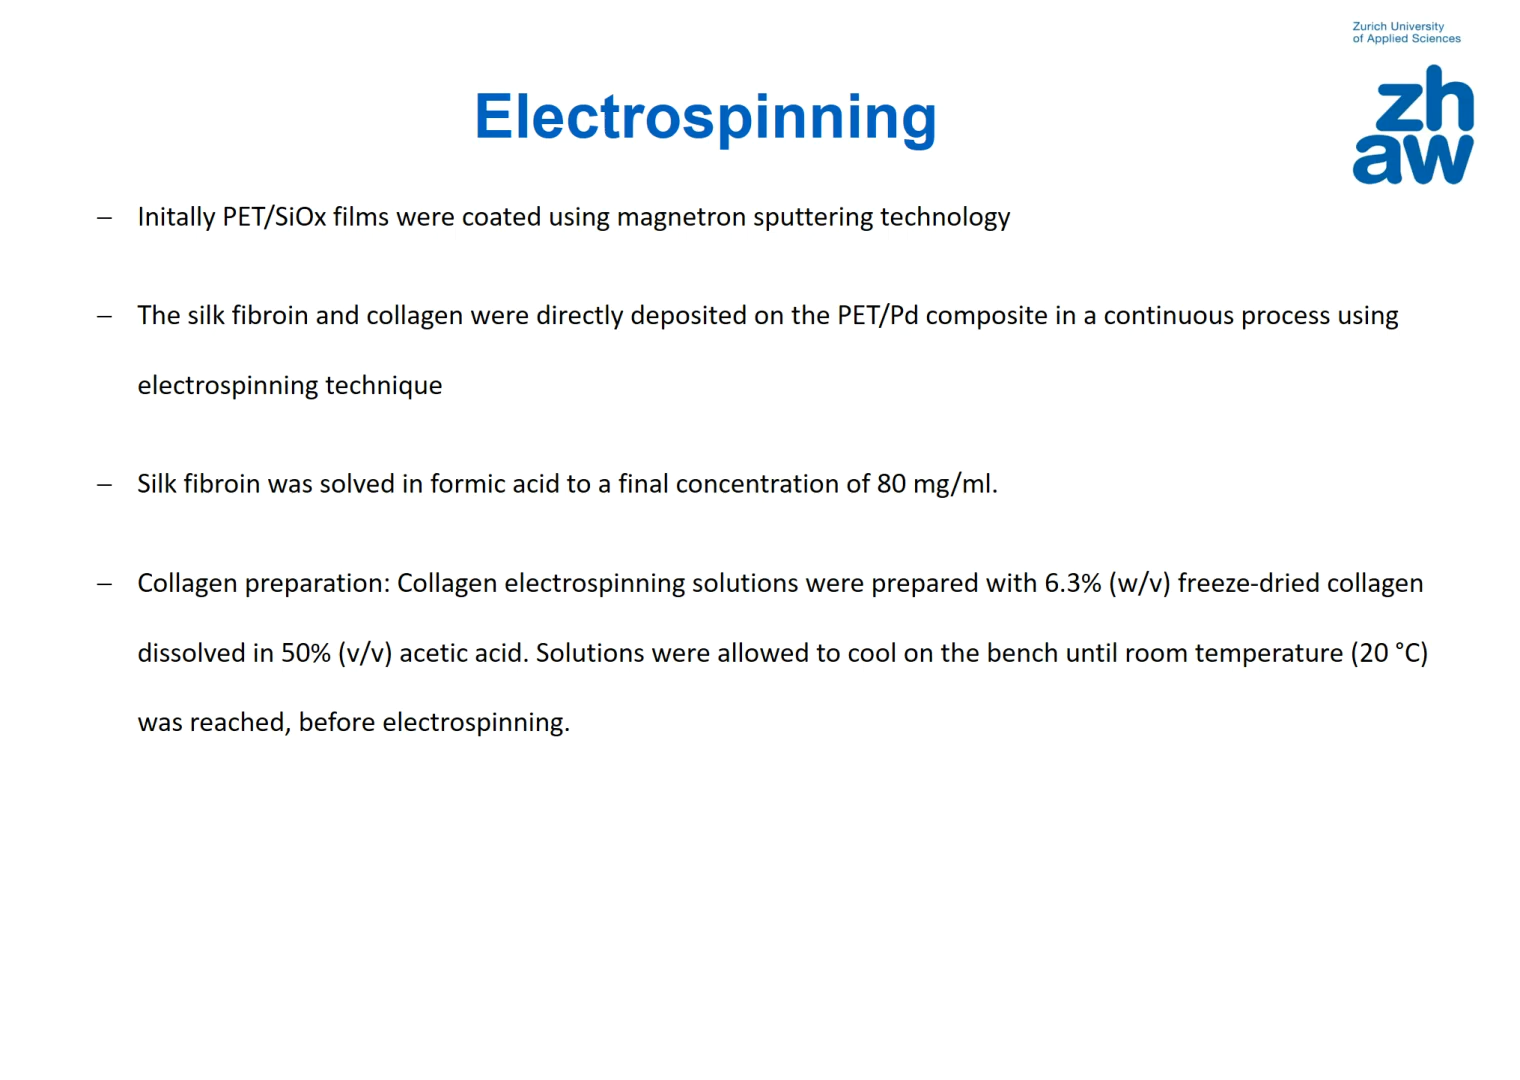 Zurich University
of Applied Sciences
zh
aw
Electrospinning
– Initally PET/SiOx films were coated using magnetron sputtering technology
– The silk fibroin and collagen were directly deposited on the PET/Pd composite in a continuous process using
electrospinning technique
– Silk fibroin was solved in formic acid to a final concentration of 80 mg/ml.
– Collagen preparation: Collagen electrospinning solutions were prepared with 6.3% (w/v) freeze-dried collagen
dissolved in 50% (v/v) acetic acid. Solutions were allowed to cool on the bench until room temperature (20 °C)
was reached, before electrospinning.